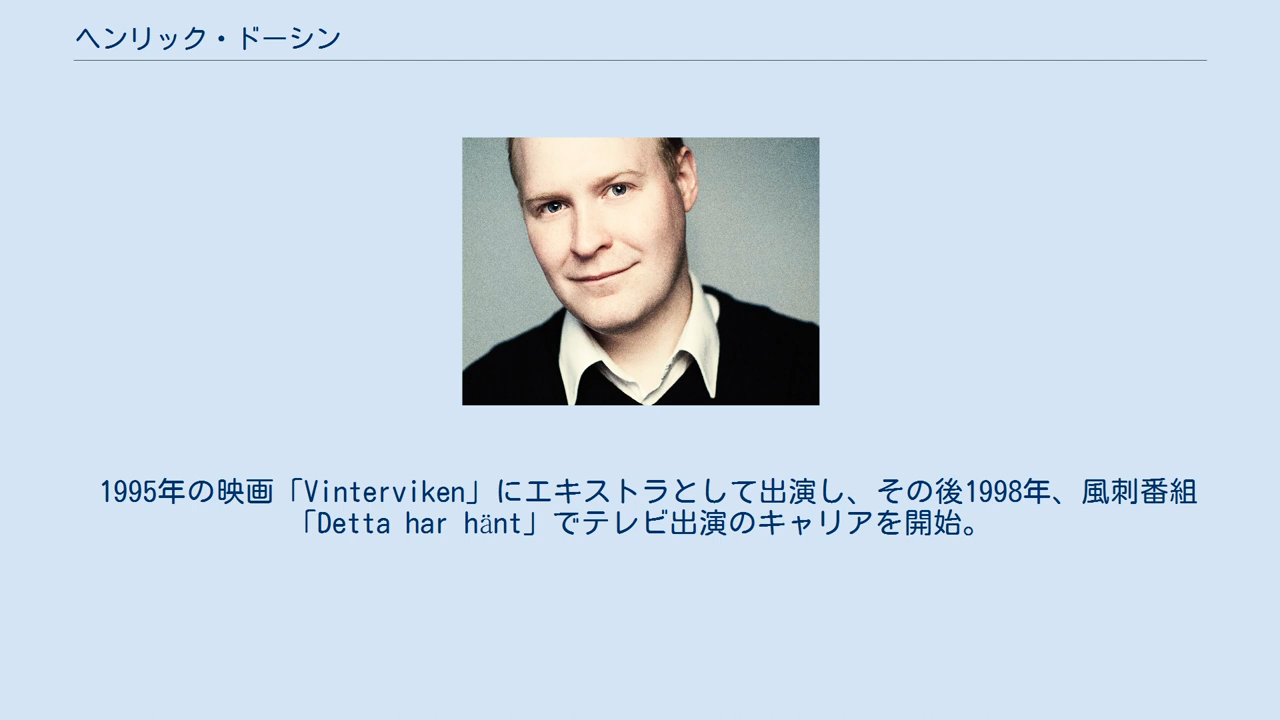 ヘンリック・ドーシン
1995年の映画「Vinterviken」にエキストラとして出演し、その後1998年、風刺番組
「Detta har hänt」でテレビ出演のキャリアを開始。